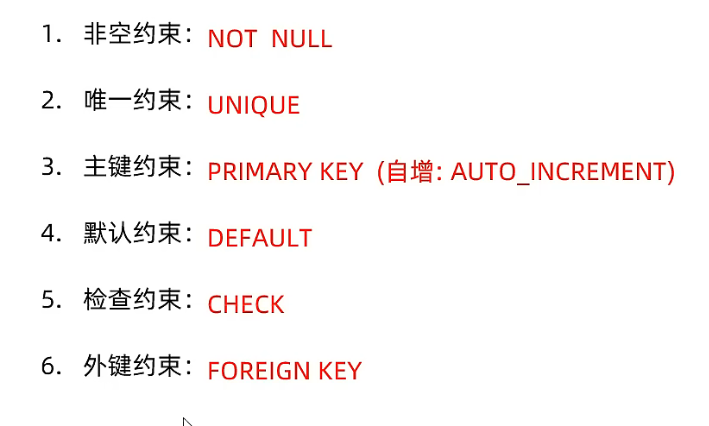 1. 非空约束：NOT NULL
2. 唯一约束：UNIQUE
3. 主键约束：PRIMARY KEY (自增: AUTO_INCREMENT)
4. 默认约束：DEFAULT
5. 检查约束：CHECK
6. 外键约束：FOREIGN KEY